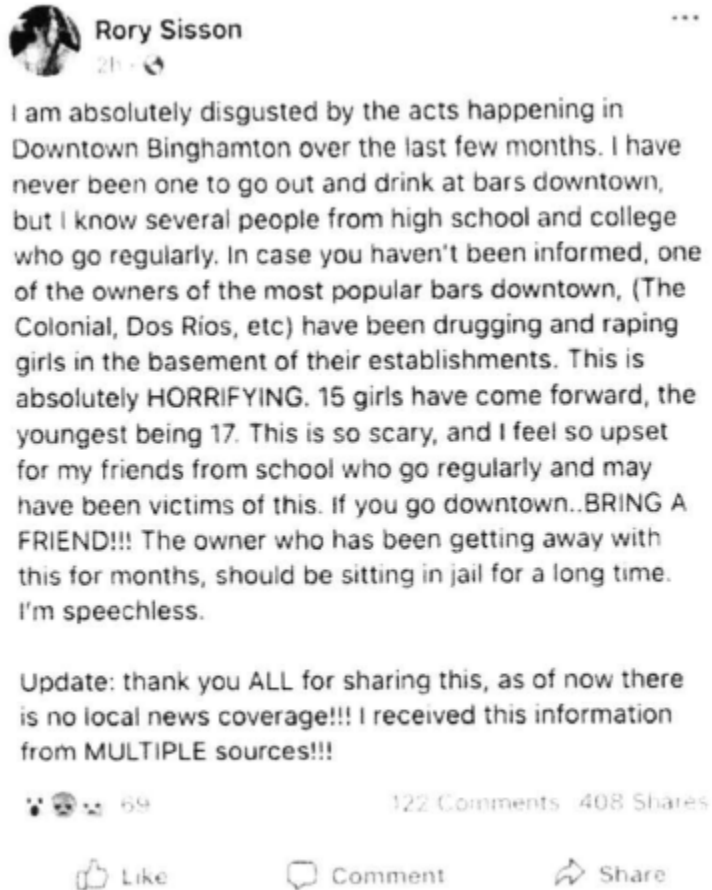 Rory Sisson
2h
I am absolutely disgusted by the acts happening in
Downtown Binghamton over the last few months. I have
never been one to go out and drink at bars downtown,
but I know several people from high school and college
who go regularly. In case you haven't been informed, one
of the owners of the most popular bars downtown, (The
Colonial, Dos Rios, etc) have been drugging and raping
girls in the basement of their establishments. This is
absolutely HORRIFYING. 15 girls have come forward, the
youngest being 17. This is so scary, and I feel so upset
for my friends from school who go regularly and may
have been victims of this. If you go downtown..BRING A
FRIEND!!! The owner who has been getting away with
this for months, should be sitting in jail for a long time.
I'm speechless.
Update: thank you ALL for sharing this, as of now there
is no local news coverage!!! I received this information
from MULTIPLE sources!!!
69 122 Comments 408 Shares
Like Comment Share